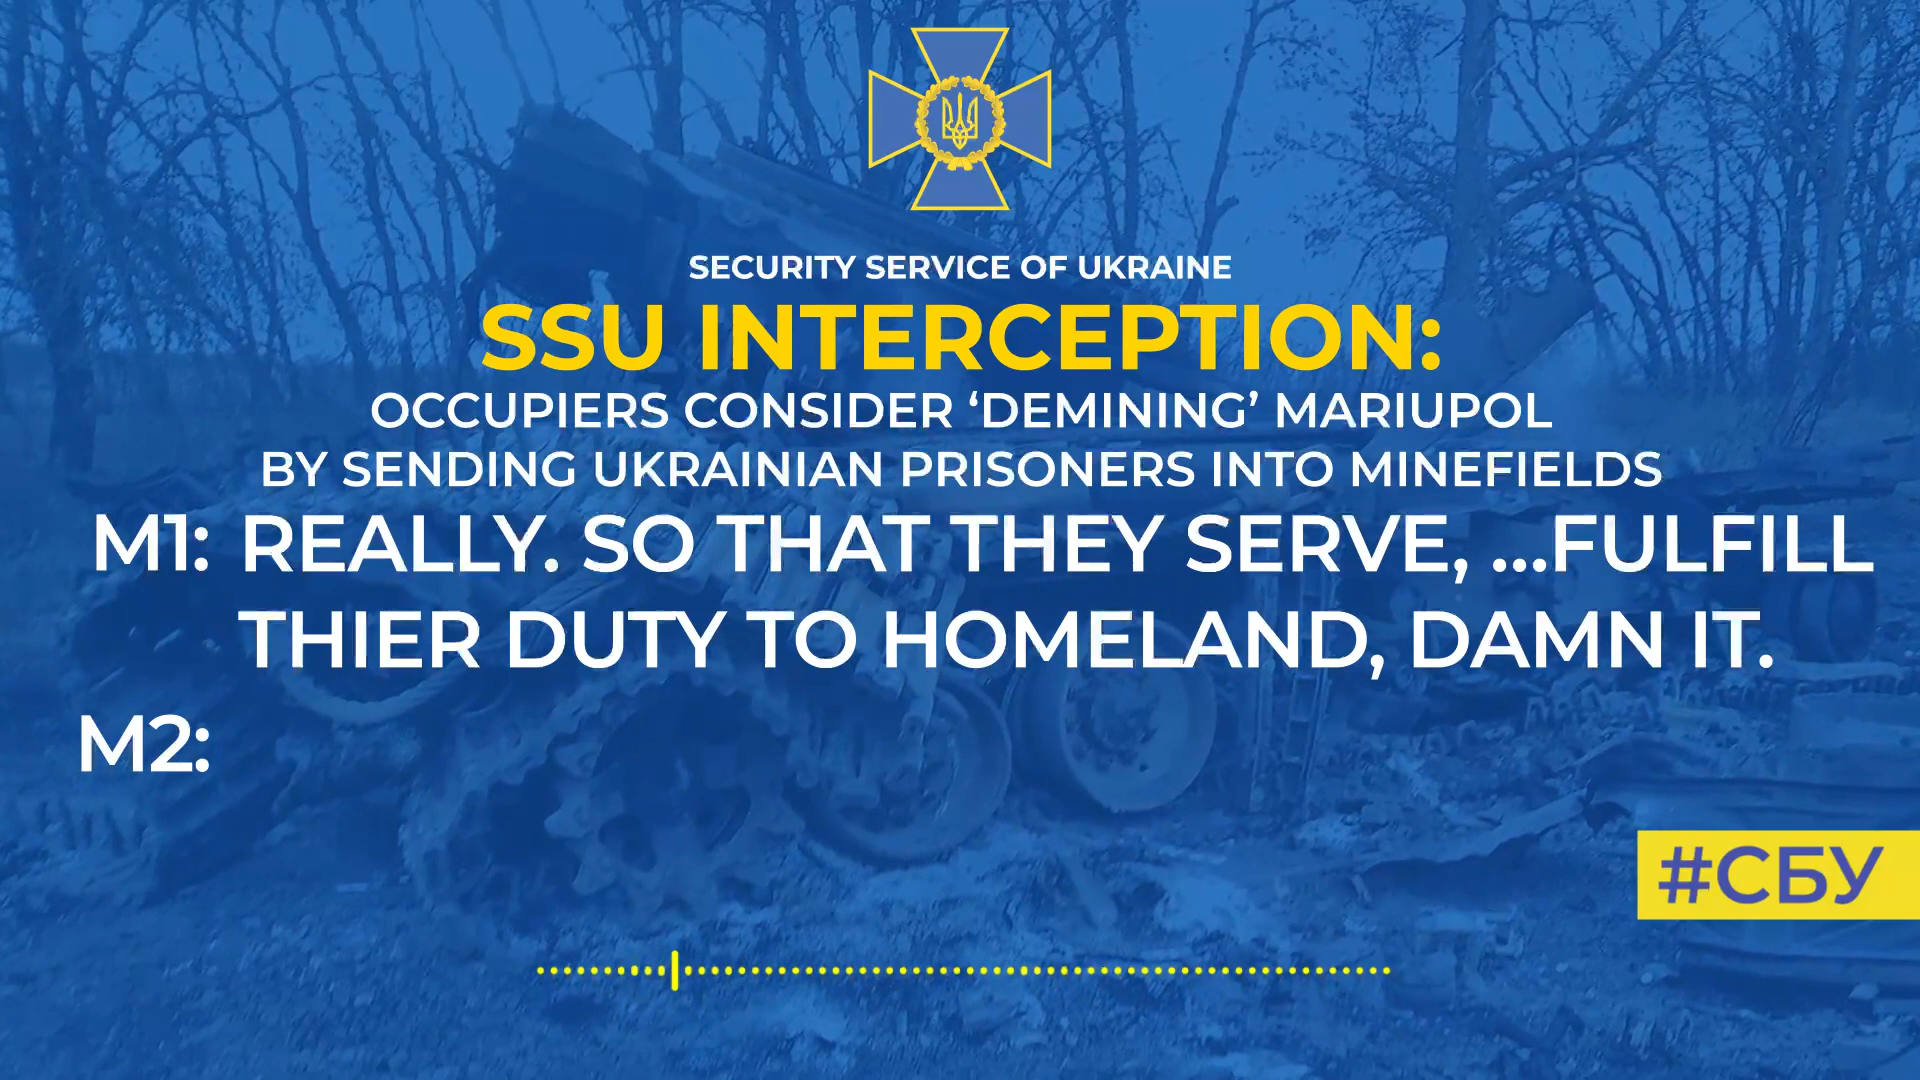 SECURITY SERVICE OF UKRAINE
SSU INTERCEPTION:
OCCUPIERS CONSIDER ‘DEMINING’ MARIUPOL
BY SENDING UKRAINIAN PRISONERS INTO MINEFIELDS
M1: REALLY. SO THAT THEY SERVE, ...FULFILL
THIER DUTY TO HOMELAND, DAMN IT.
M2:
#СБУ